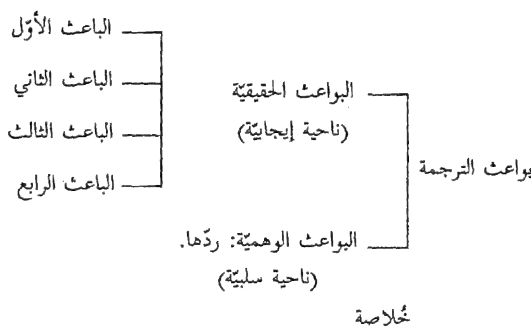 بواعث الترجمة
البواعث الحقيقيّة
(ناحية إيجابيّة)
الباعث الأوّل
الباعث الثاني
الباعث الثالث
الباعث الرابع
البواعث الوهميّة: ردّها.
(ناحية سلبيّة)
خُلاصة